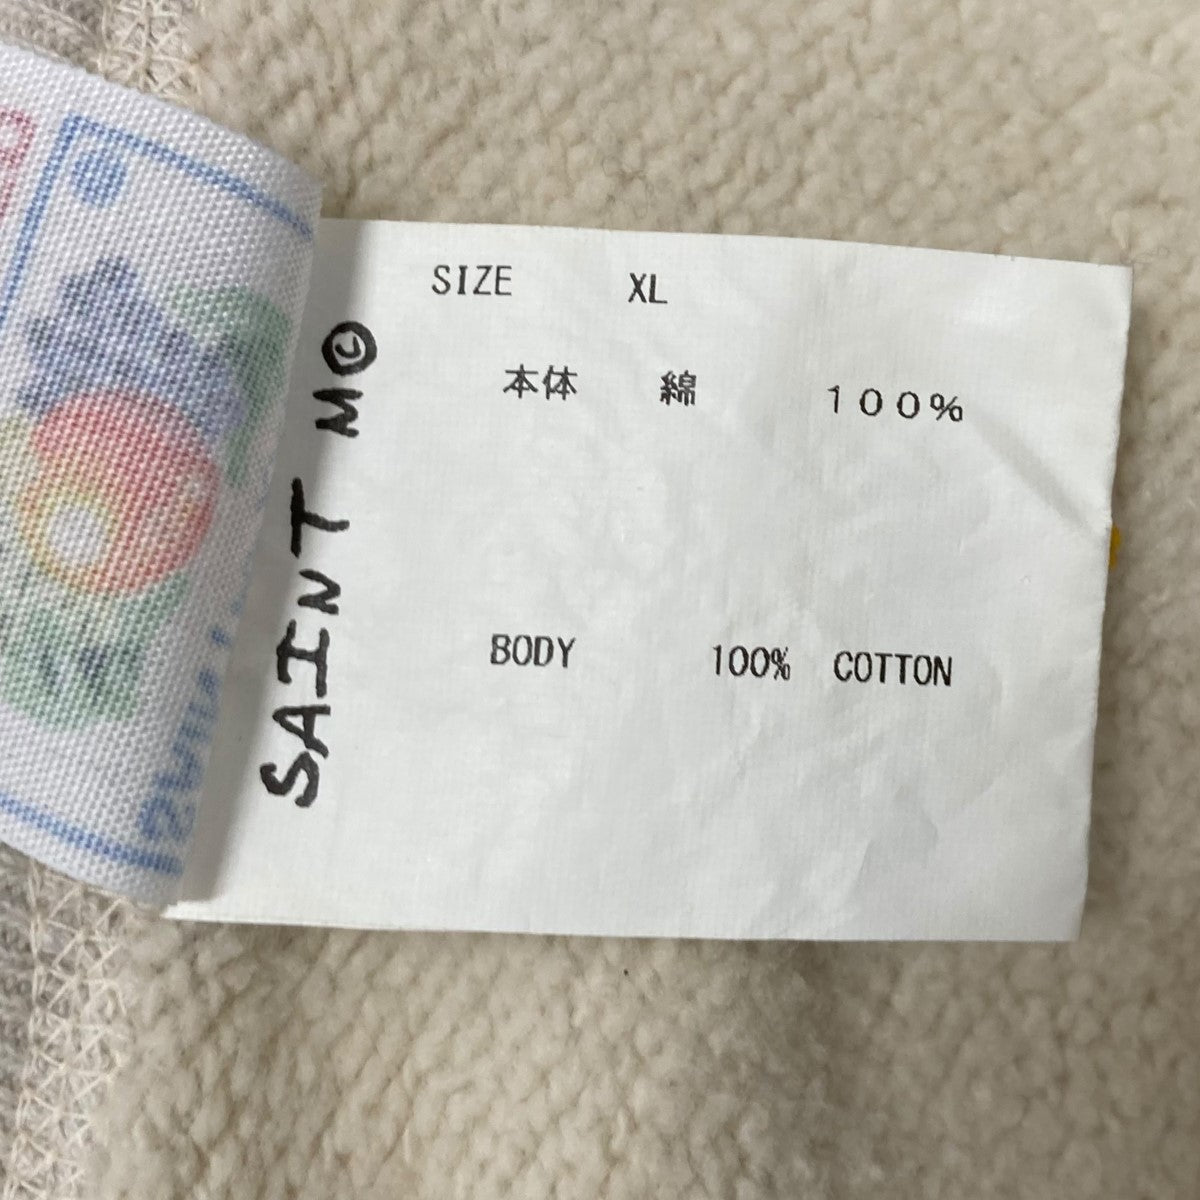 SIZE XL
本体 綿 100%
BODY 100% COTTON
SAINT M©